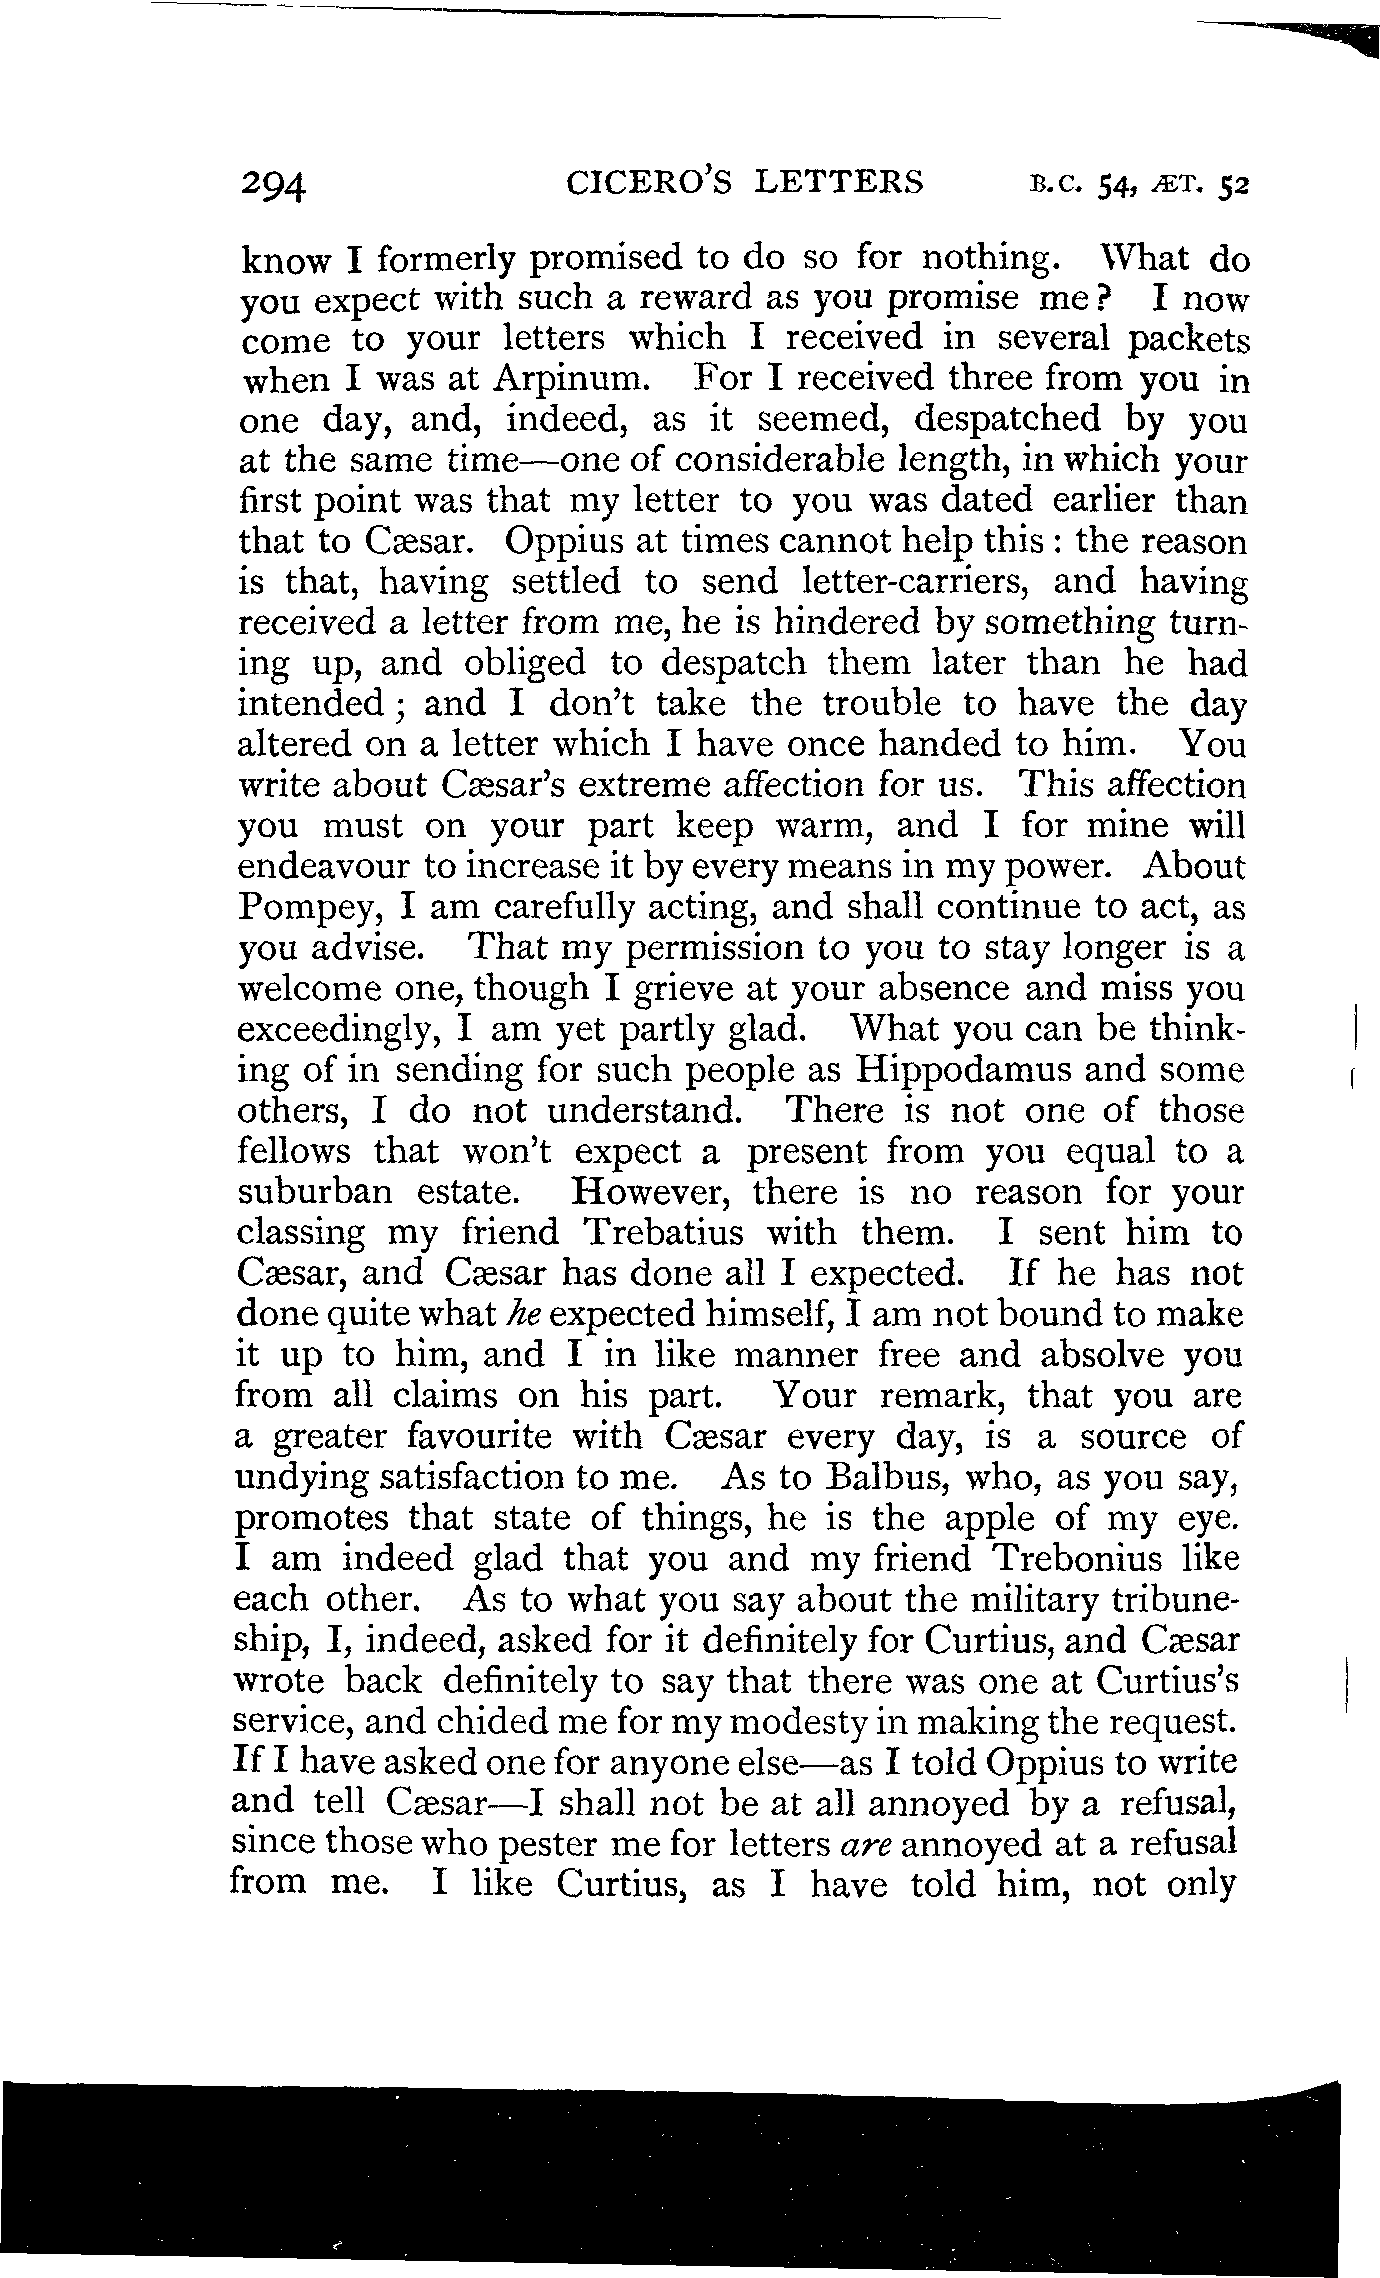 294 CICERO'S LETTERS B.C. 54, ÆT. 52
know I formerly promised to do so for nothing. What do
you expect with such a reward as you promise me? I now
come to your letters which I received in several packets
when I was at Arpinum. For I received three from you in
one day, and, indeed, as it seemed, despatched by you
at the same time—one of considerable length, in which your
first point was that my letter to you was dated earlier than
that to Cæsar. Oppius at times cannot help this : the reason
is that, having settled to send letter-carriers, and having
received a letter from me, he is hindered by something turn-
ing up, and obliged to despatch them later than he had
intended ; and I don't take the trouble to have the day
altered on a letter which I have once handed to him. You
write about Cæsar's extreme affection for us. This affection
you must on your part keep warm, and I for mine will
endeavour to increase it by every means in my power. About
Pompey, I am carefully acting, and shall continue to act, as
you advise. That my permission to you to stay longer is a
welcome one, though I grieve at your absence and miss you
exceedingly, I am yet partly glad. What you can be think-
ing of in sending for such people as Hippodamus and some
others, I do not understand. There is not one of those
fellows that won't expect a present from you equal to a
suburban estate. However, there is no reason for your
classing my friend Trebatius with them. I sent him to
Cæsar, and Cæsar has done all I expected. If he has not
done quite what he expected himself, I am not bound to make
it up to him, and I in like manner free and absolve you
from all claims on his part. Your remark, that you are
a greater favourite with Cæsar every day, is a source of
undying satisfaction to me. As to Balbus, who, as you say,
promotes that state of things, he is the apple of my eye.
I am indeed glad that you and my friend Trebonius like
each other. As to what you say about the military tribune-
ship, I, indeed, asked for it definitely for Curtius, and Cæsar
wrote back definitely to say that there was one at Curtius's
service, and chided me for my modesty in making the request.
If I have asked one for anyone else—as I told Oppius to write
and tell Cæsar—I shall not be at all annoyed by a refusal,
since those who pester me for letters are annoyed at a refusal
from me. I like Curtius, as I have told him, not only